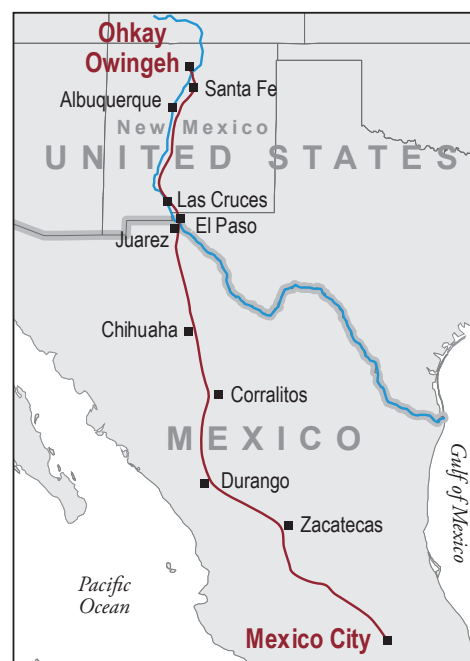 Ohkay
Owingeh
Santa Fe
Albuquerque
New Mexico
UNITED STATES
Las Cruces
El Paso
Juarez
Chihuaha
Corralitos
MEXICO
Durango
Zacatecas
Gulf of Mexico
Pacific
Ocean
Mexico City